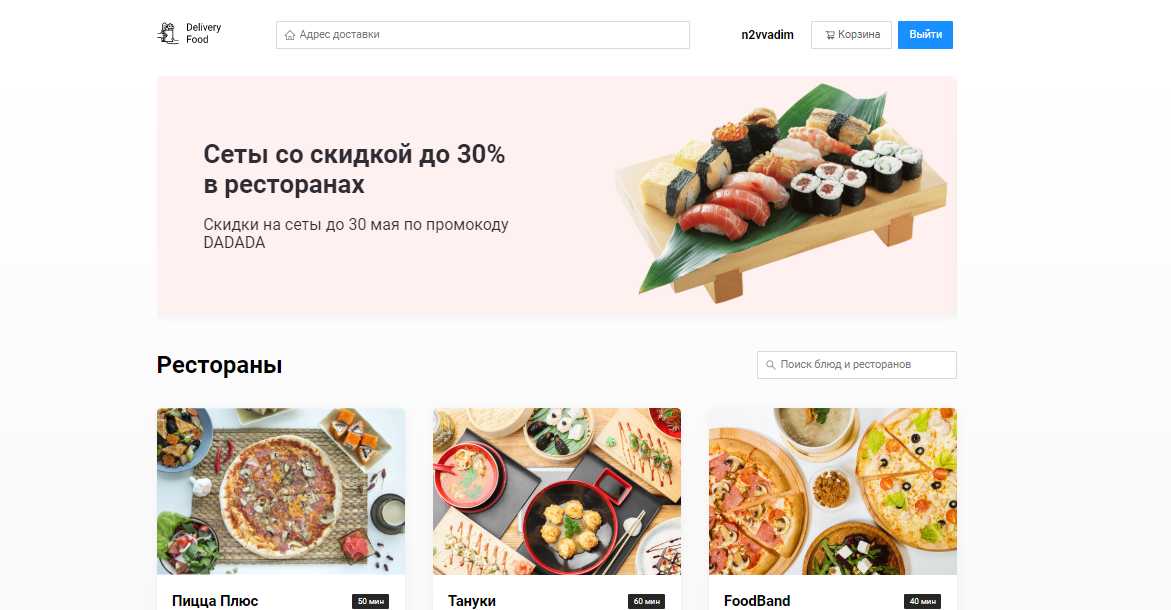 Delivery
Food
Адрес доставки
n2vvadim
Корзина
Выйти
Сеты со скидкой до 30%
в ресторанах
Скидки на сеты до 30 мая по промокоду
DADADA
Рестораны
Поиск блюд и ресторанов
Пицца Плюс
50 мин
Тануки
60 мин
FoodBand
40 мин